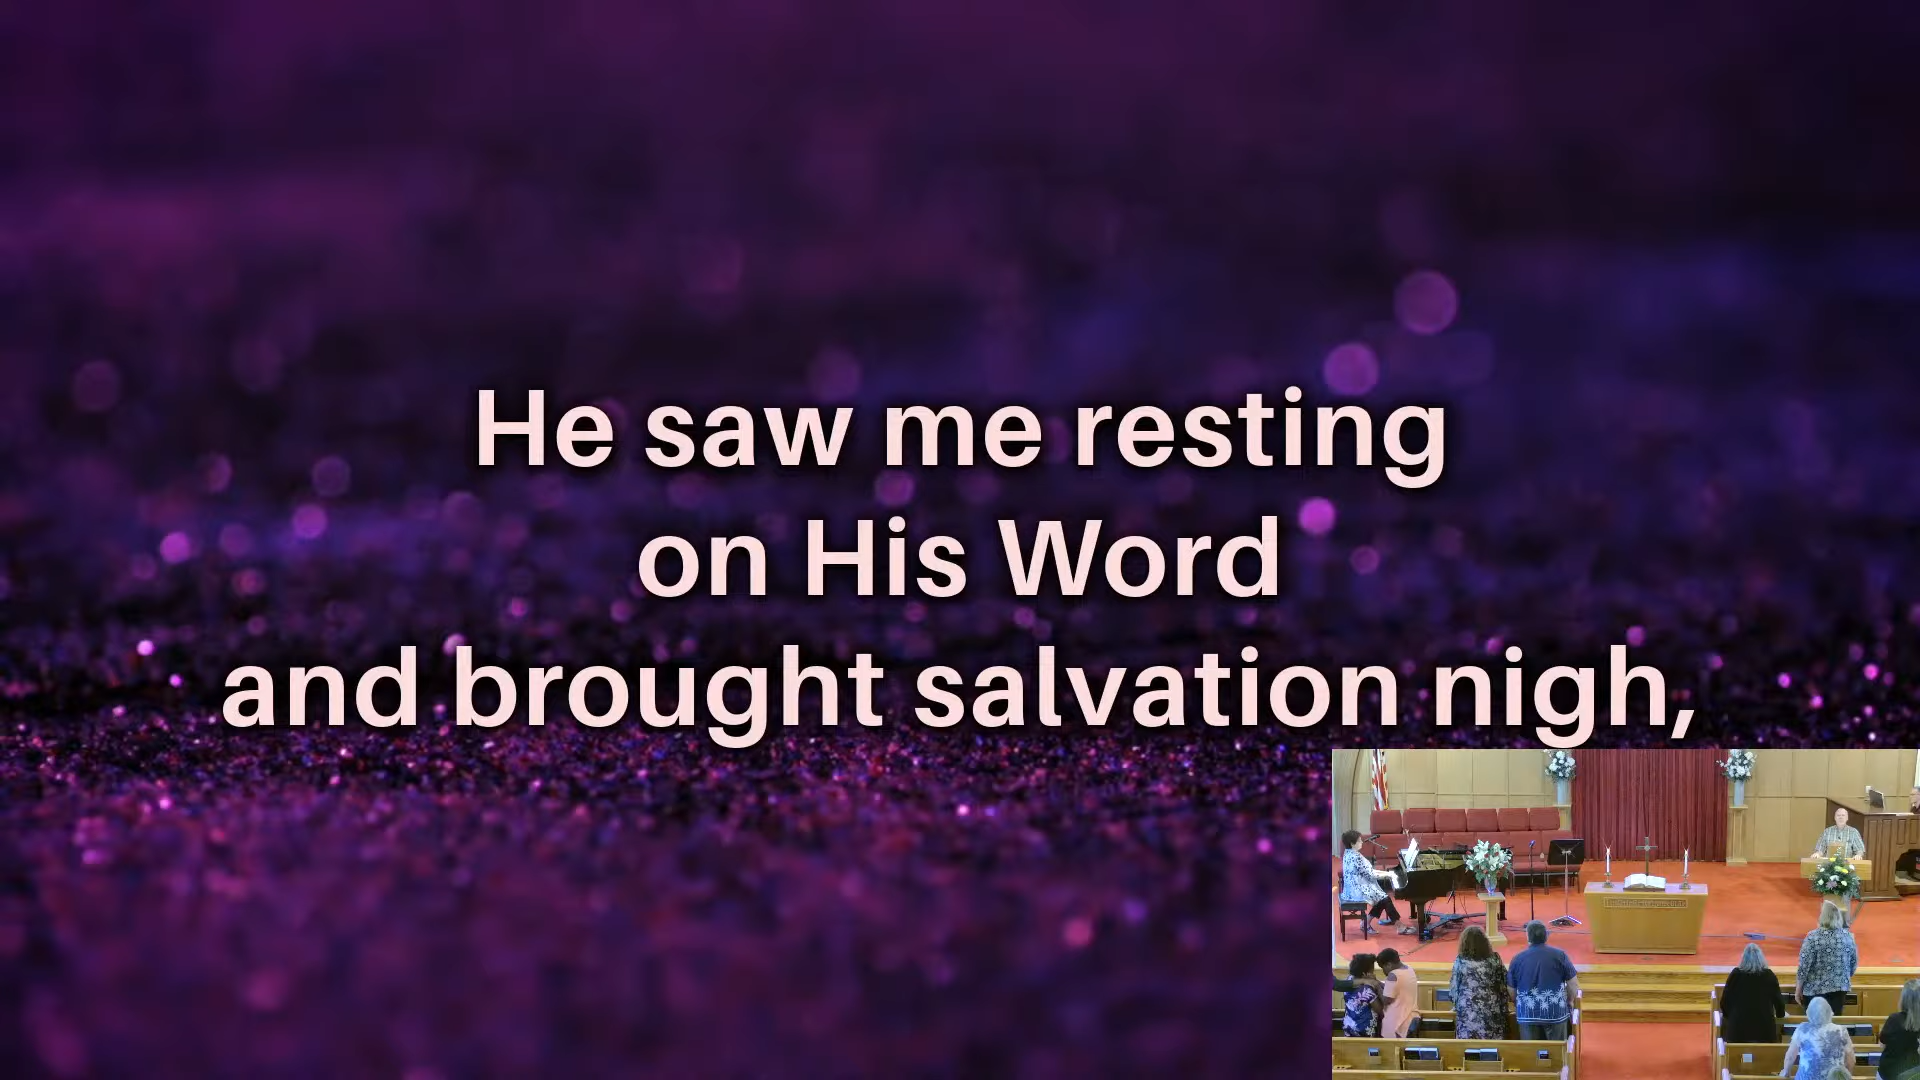 He saw me resting
on His Word
and brought salvation nigh,